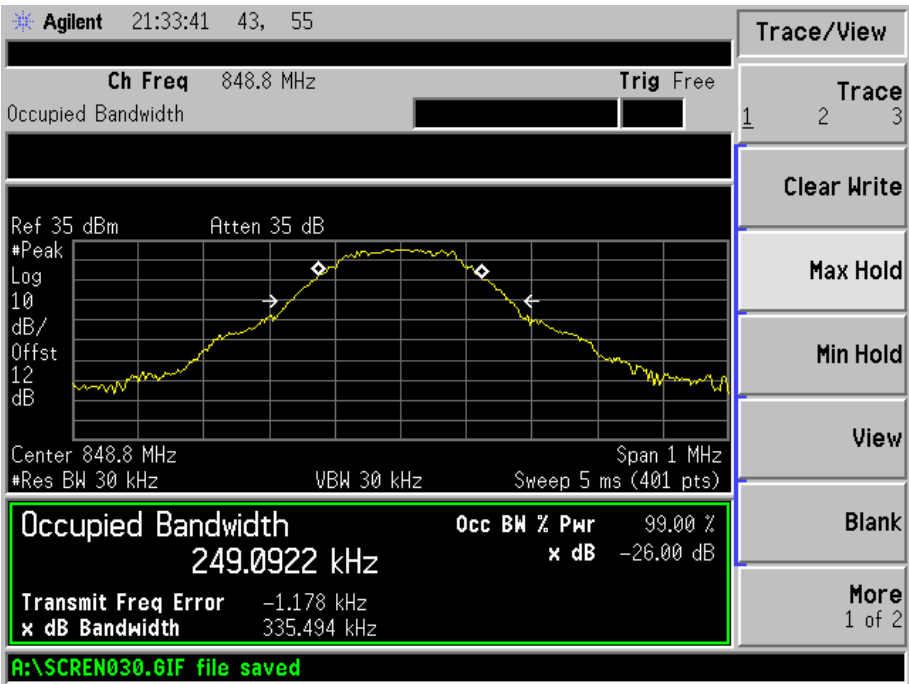 Agilent 21:33:41 43, 55
Trace/View
Ch Freq 848.8 MHz Trig Free
Occupied Bandwidth
Trace
1 2 3
Clear Write
Max Hold
Min Hold
View
Blank
More
1 of 2
Ref 35 dBm Atten 35 dB
#Peak
Log
10
dB/
Offst
12
dB
Center 848.8 MHz Span 1 MHz
#Res BW 30 kHz VBW 30 kHz Sweep 5 ms (401 pts)
Occupied Bandwidth Occ BW % Pwr 99.00 %
249.0922 kHz x dB -26.00 dB
Transmit Freq Error -1.178 kHz
x dB Bandwidth 335.494 kHz
A:\SCREN030.GIF file saved